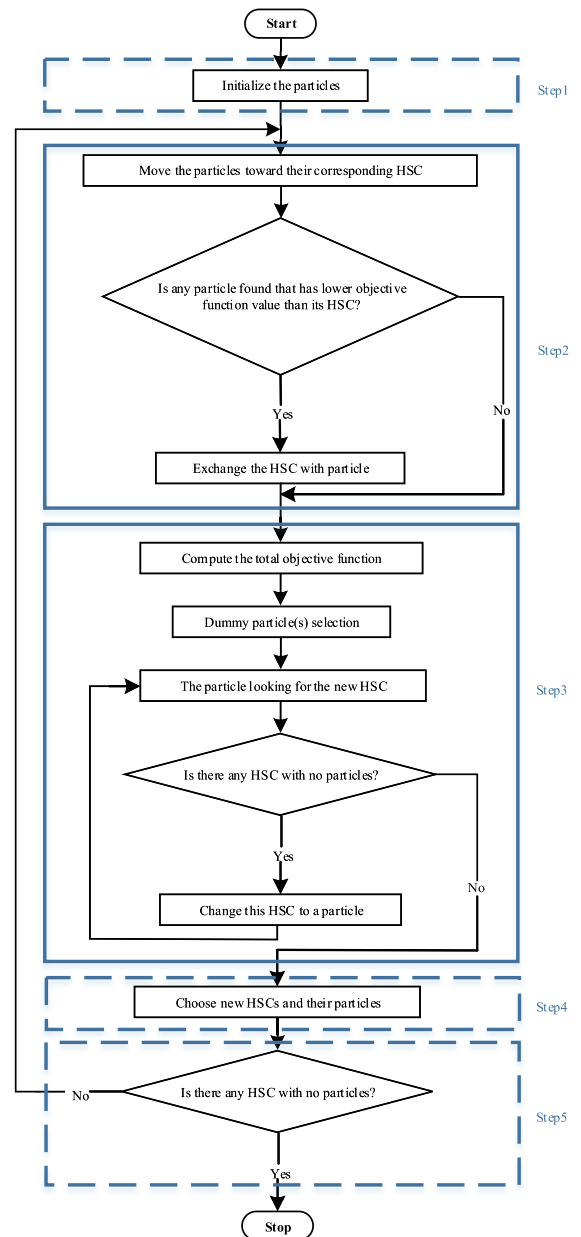 Start
Initialize the particles
Step1
Move the particles toward their corresponding HSC
Is any particle found that has lower objective
function value than its HSC?
Step2
Yes
No
Exchange the HSC with particle
Compute the total objective function
Dummy particle(s) selection
The particle looking for the new HSC
Step3
Is there any HSC with no particles?
Yes
No
Change this HSC to a particle
Choose new HSCs and their particles
Step4
Is there any HSC with no particles?
No
Step5
Yes
Stop